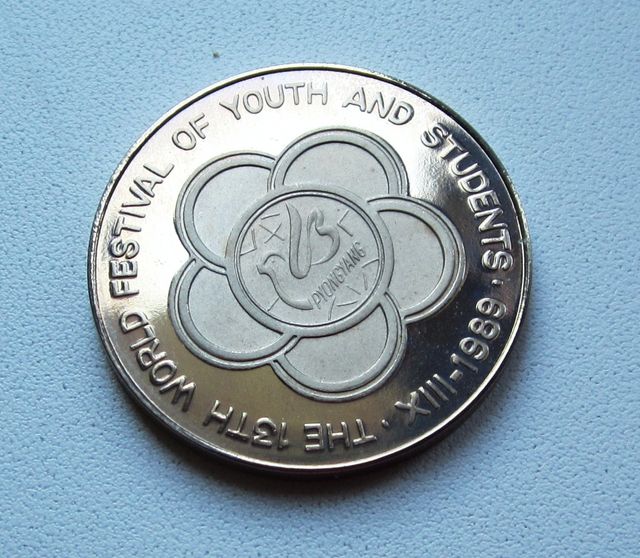 THE 13TH WORLD FESTIVAL OF YOUTH AND STUDENTS · XIII-1989 ·
PYONGYANG